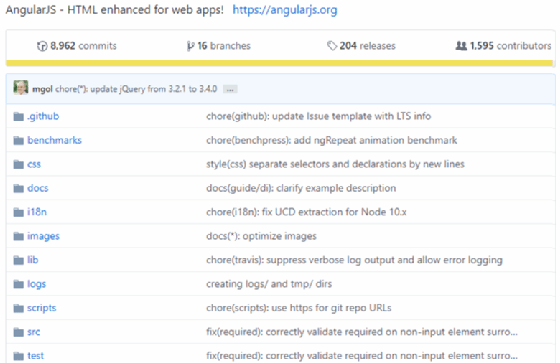 AngularJS - HTML enhanced for web apps! https://angularjs.org
8,962 commits 16 branches 204 releases 1,595 contributors
mgol chore(*): update jQuery from 3.2.1 to 3.4.0 ...
.github chore(github): update Issue template with LTS info
benchmarks chore(benchpress): add ngRepeat animation benchmark
css style(css) separate selectors and declarations by new lines
docs docs(guide/di): clarify example description
i18n chore(i18n): fix UCD extraction for Node 10.x
images docs(*): optimize images
lib chore(travis): suppress verbose log output and allow error logging
logs creating logs/ and tmp/ dirs
scripts chore(scripts): use https for git repo URLs
src fix(required): correctly validate required on non-input element surro...
test fix(required): correctly validate required on non-input element surro...